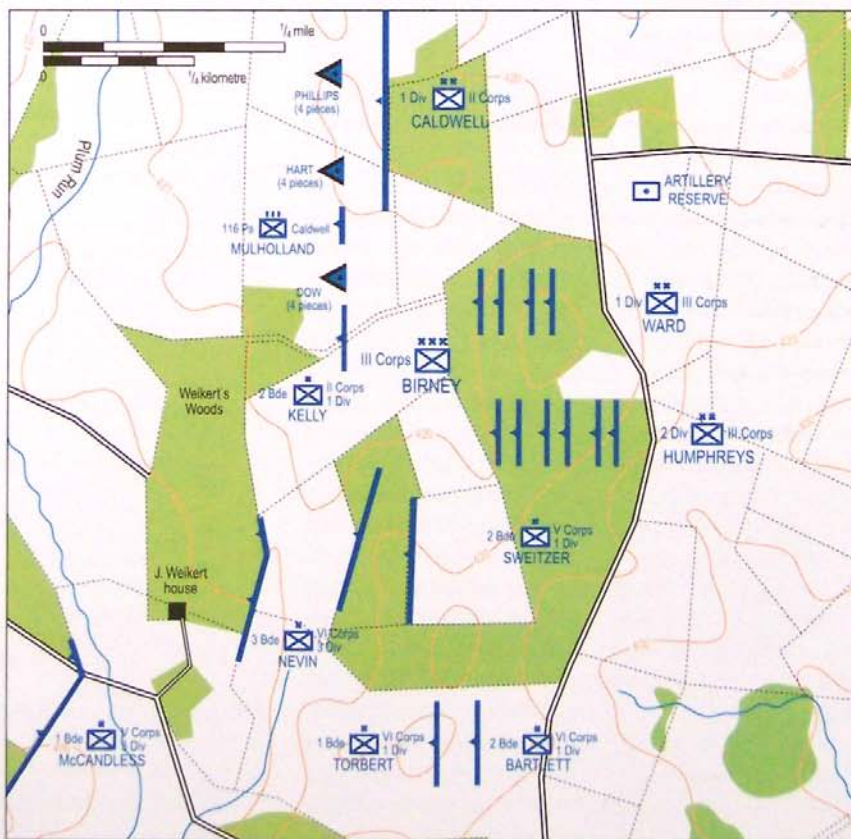 0
1/4 mile
0
1/4 kilometre
Plum Run
PHILLIPS
(4 pieces)
1 Div
II Corps
CALDWELL
HART
(4 pieces)
ARTILLERY
RESERVE
116 Pa
Caldwell
MULHOLLAND
DOW
(4 pieces)
1 Div
III Corps
WARD
III Corps
BIRNEY
Weikert's
Woods
2 Bde
II Corps
1 Div
KELLY
2 Div
III Corps
HUMPHREYS
2 Bde
V Corps
1 Div
SWEITZER
J. Weikert
house
3 Bde
VI Corps
3 Div
NEVIN
1 Bde
V Corps
3 Div
McCANDLESS
1 Bde
VI Corps
1 Div
TORBERT
2 Bde
VI Corps
1 Div
BARTLETT